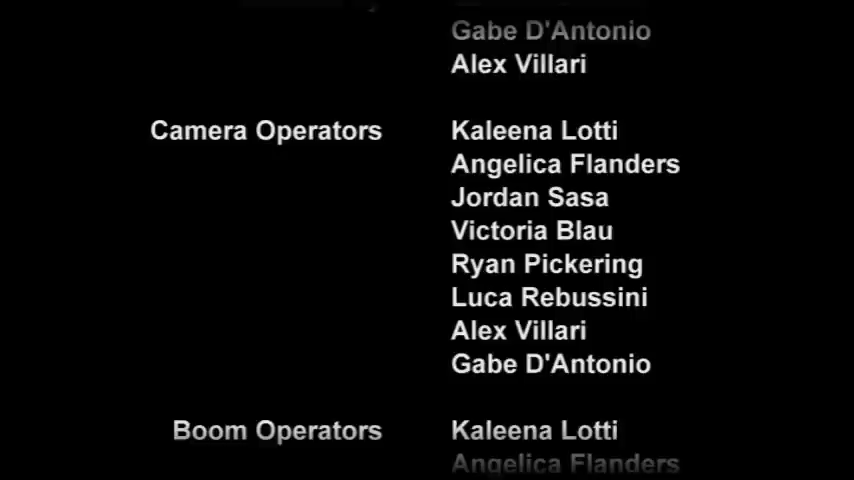 Gabe D'Antonio
Alex Villari
Camera Operators Kaleena Lotti
Angelica Flanders
Jordan Sasa
Victoria Blau
Ryan Pickering
Luca Rebussini
Alex Villari
Gabe D'Antonio
Boom Operators Kaleena Lotti
Angelica Flanders